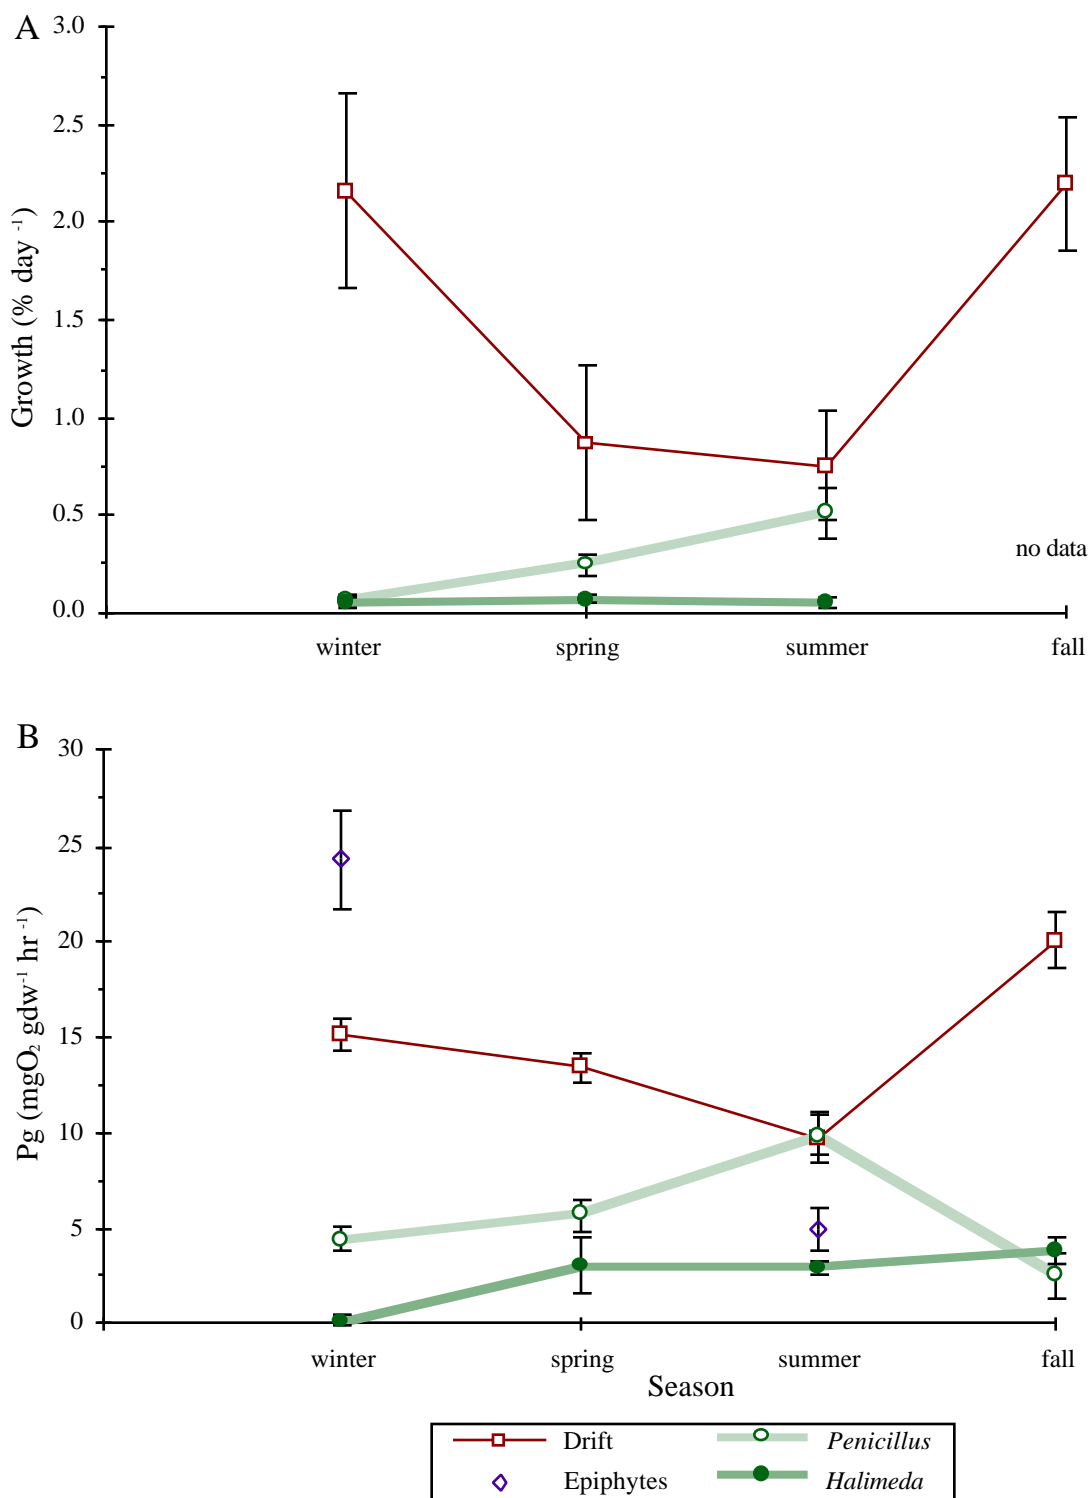 A
3.0
2.5
2.0
1.5
1.0
0.5
0.0
Growth (% day -1)
no data
winter spring summer fall
B
30
25
20
15
10
5
0
Pg (mgO2 gdw-1 hr -1)
winter spring summer fall
Season
Drift Penicillus
Epiphytes Halimeda